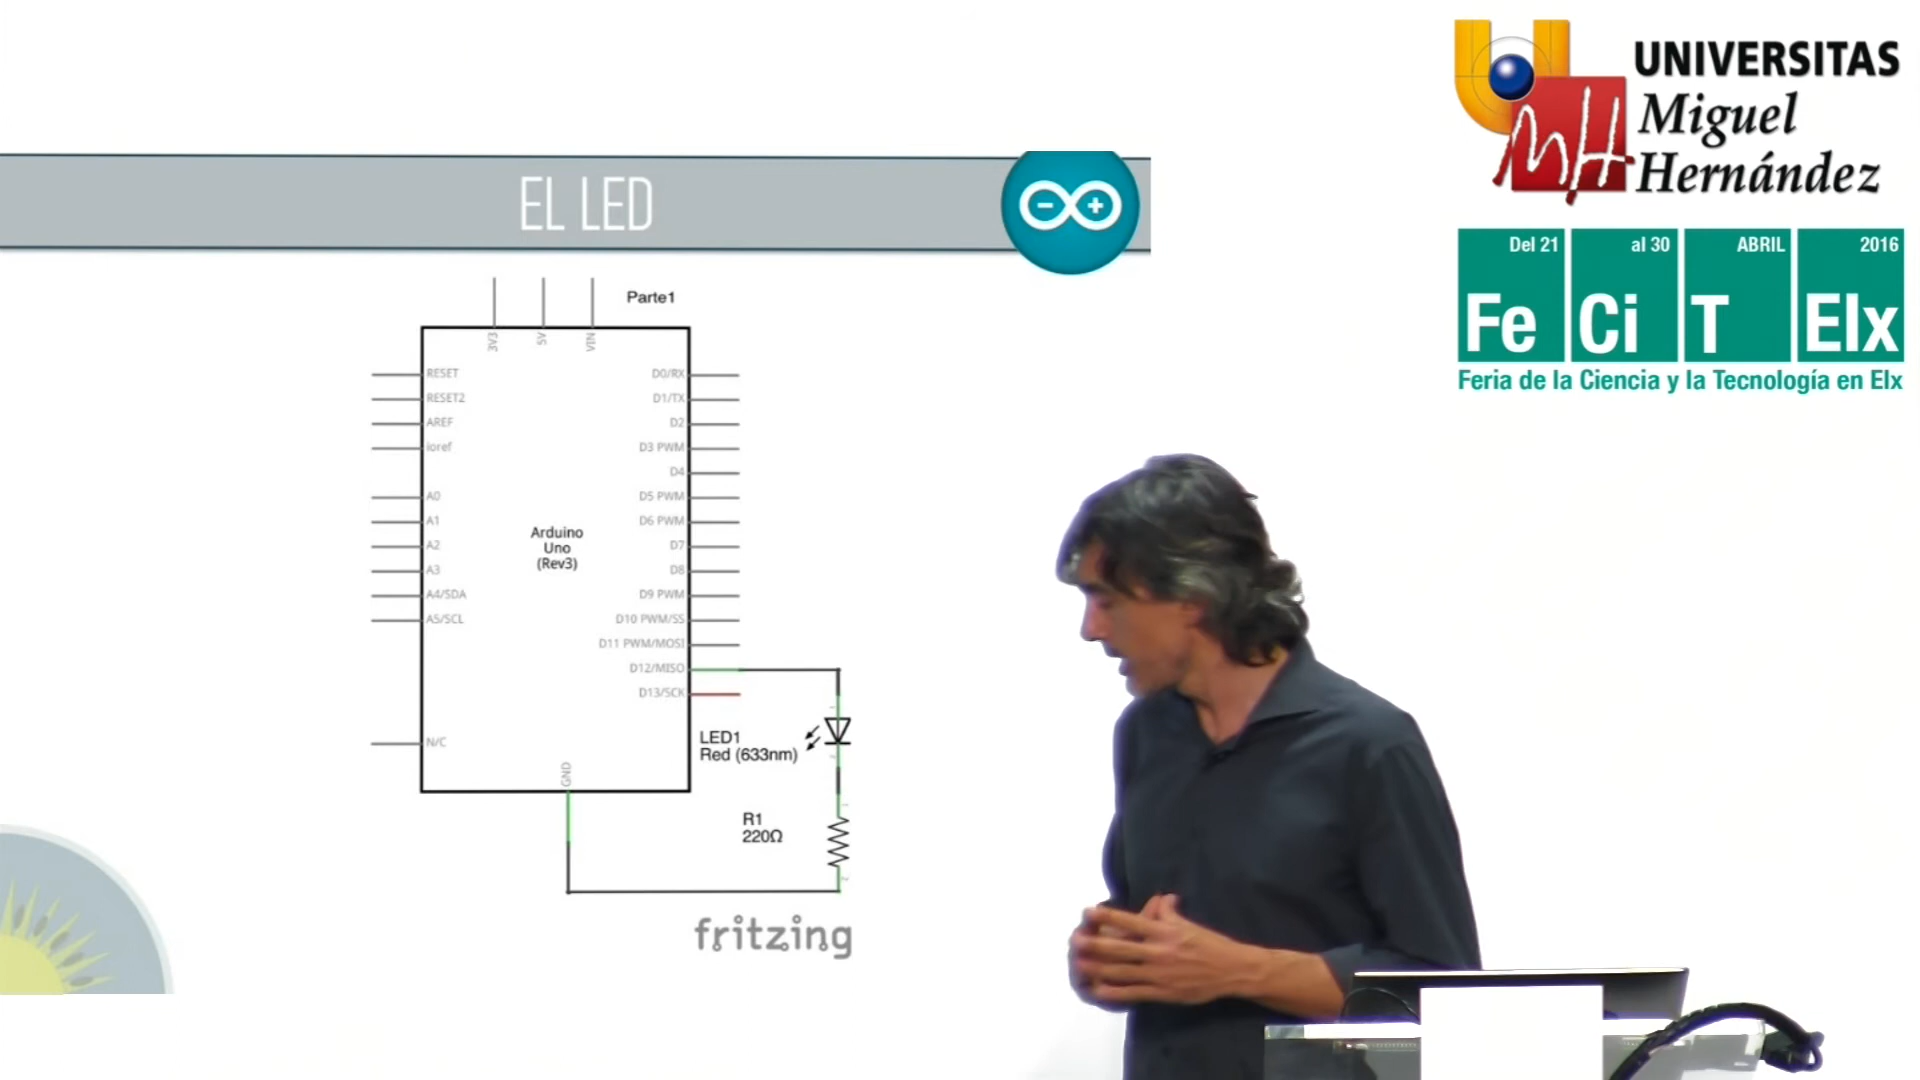 UNIVERSITAS
Miguel
Hernández
EL LED
Del 21
al 30
ABRIL
2016
Fe
Ci
T
Elx
Feria de la Ciencia y la Tecnología en Elx
Parte1
3V3
5V
VIN
RESET
RESET2
AREF
ioref
A0
A1
A2
A3
A4/SDA
A5/SCL
N/C
Arduino
Uno
(Rev3)
D0/RX
D1/TX
D2
D3 PWM
D4
D5 PWM
D6 PWM
D7
D8
D9 PWM
D10 PWM/SS
D11 PWM/MOSI
D12/MISO
D13/SCK
GND
LED1
Red (633nm)
R1
220Ω
fritzing